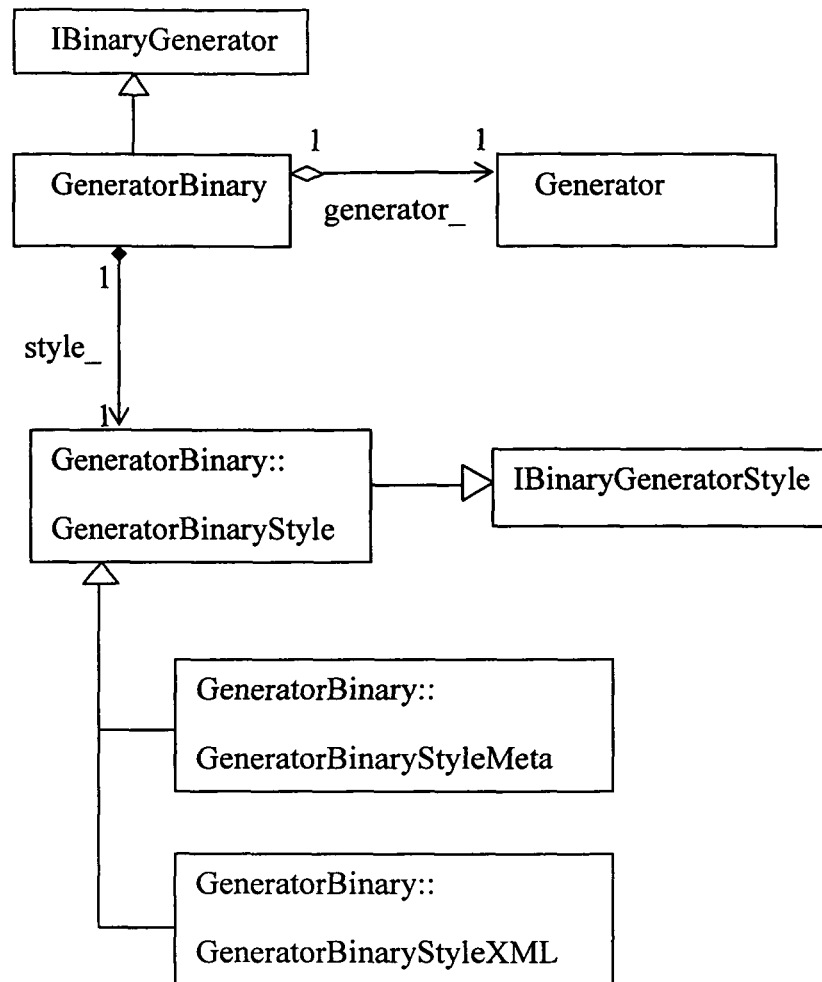 IBinaryGenerator
1
1
GeneratorBinary
Generator
generator_
1
style_
1
GeneratorBinary::
GeneratorBinaryStyle
IBinaryGeneratorStyle
GeneratorBinary::
GeneratorBinaryStyleMeta
GeneratorBinary::
GeneratorBinaryStyleXML